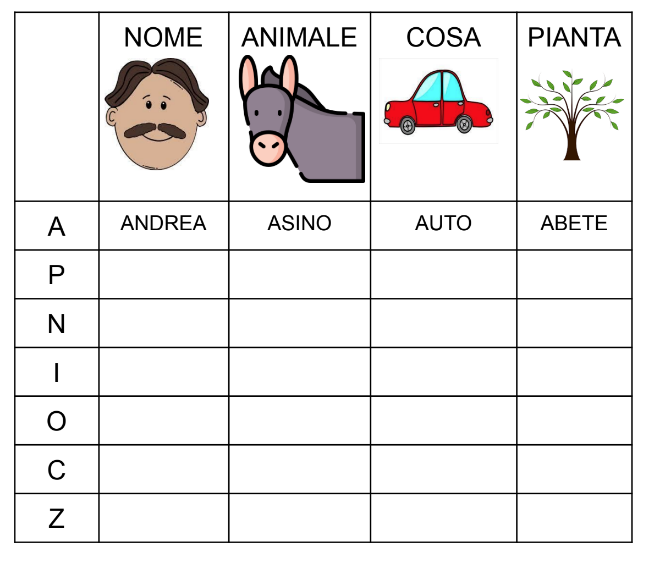 NOME ANIMALE COSA PIANTA
A ANDREA ASINO AUTO ABETE
P
N
I
O
C
Z